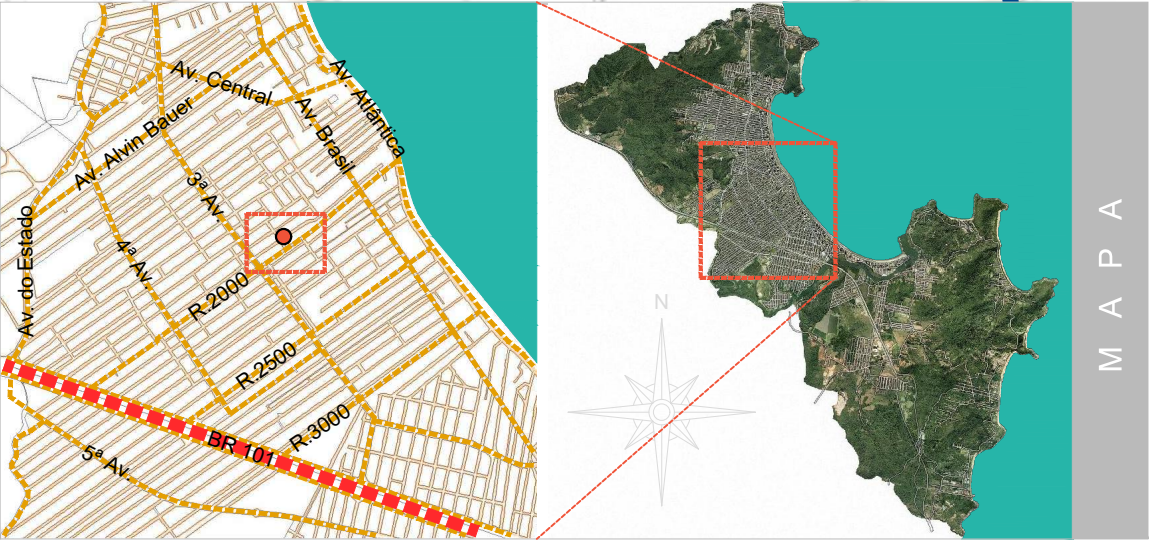 Av. Central
Av. Atlântica
Av. Alvin Bauer
Av. Brasil
3ª Av.
Av. do Estado
4ª Av.
R.2000
R.2500
R.3000
BR 101
5ª Av.
N
MAPA